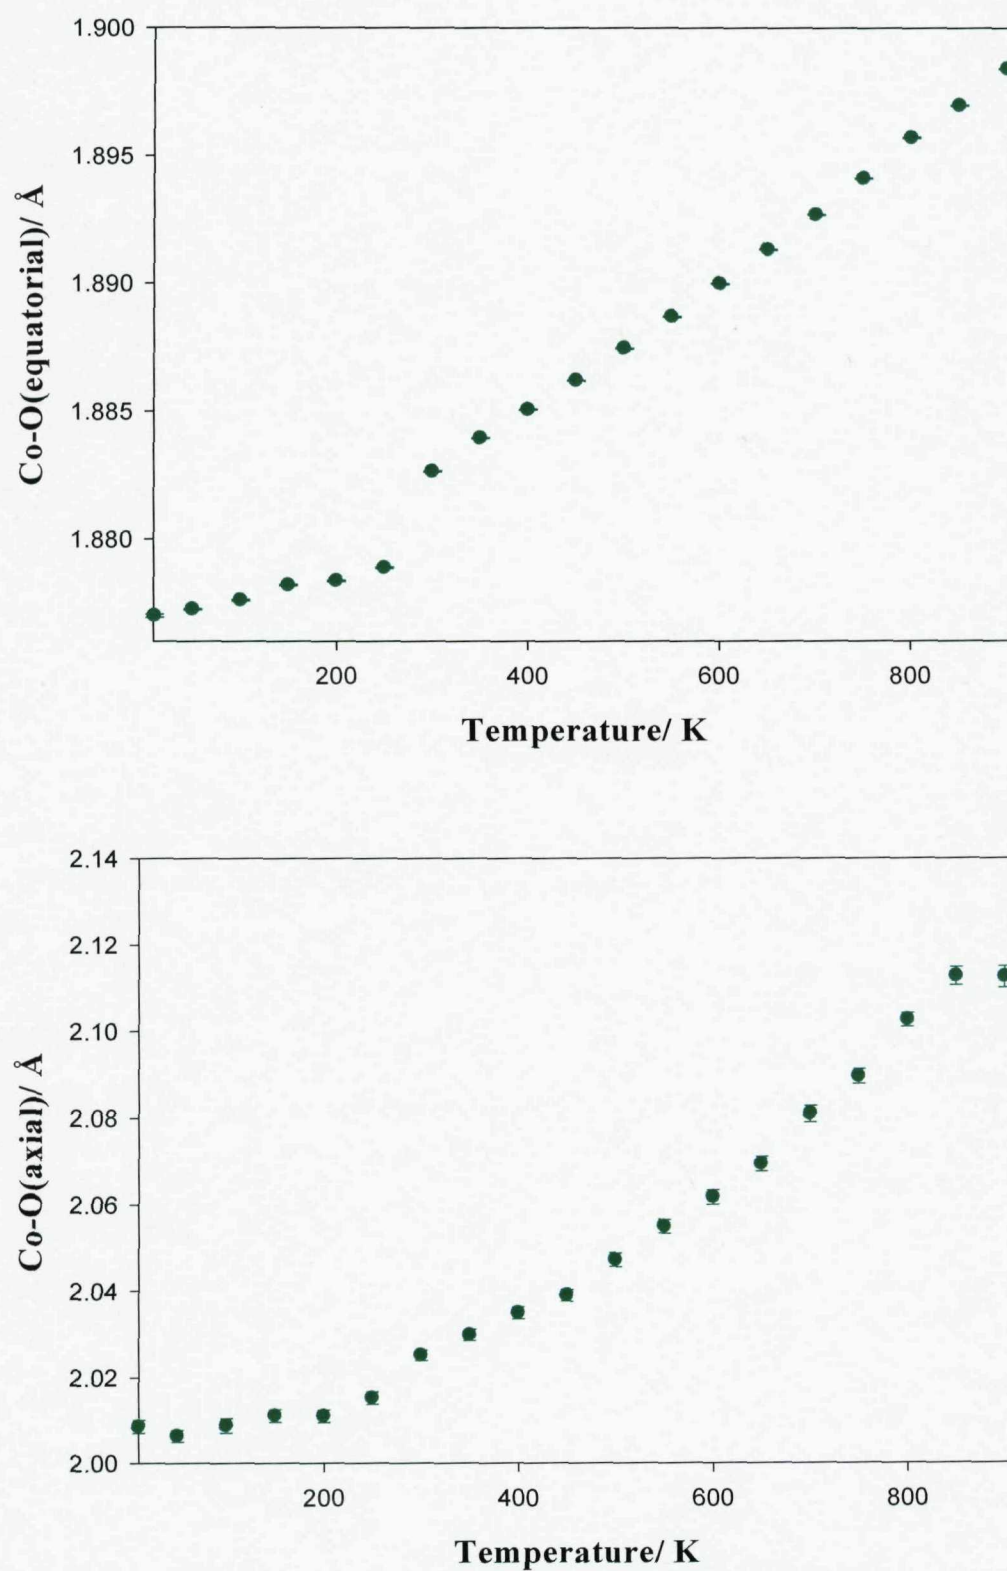 1.900
1.895
1.890
1.885
1.880
Co-O(equatorial)/ Å
200 400 600 800
Temperature/ K
2.14
2.12
2.10
2.08
2.06
2.04
2.02
2.00
Co-O(axial)/ Å
200 400 600 800
Temperature/ K